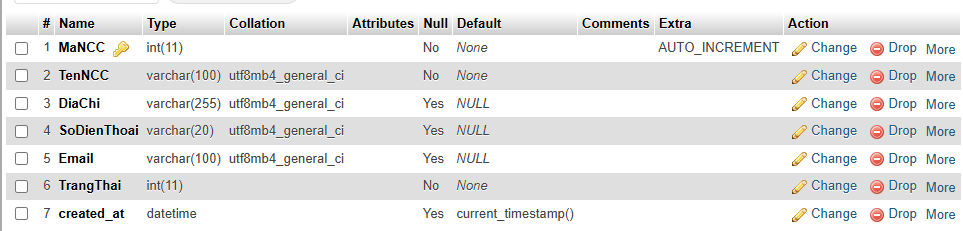 # Name Type Collation Attributes Null Default Comments Extra Action
1 MaNCC int(11) No None AUTO_INCREMENT Change Drop More
2 TenNCC varchar(100) utf8mb4_general_ci No None Change Drop More
3 DiaChi varchar(255) utf8mb4_general_ci Yes NULL Change Drop More
4 SoDienThoai varchar(20) utf8mb4_general_ci Yes NULL Change Drop More
5 Email varchar(100) utf8mb4_general_ci Yes NULL Change Drop More
6 TrangThai int(11) No None Change Drop More
7 created_at datetime Yes current_timestamp() Change Drop More